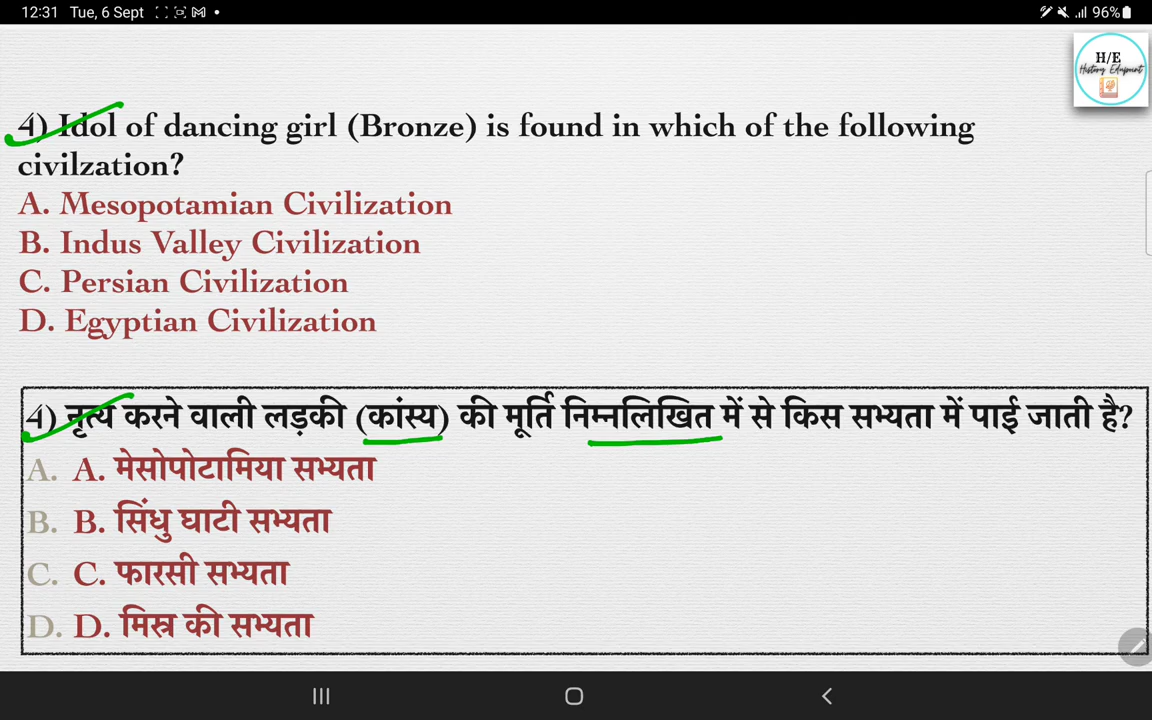 12:31 Tue, 6 Sept
96%
H/E
History Edupoint
4) Idol of dancing girl (Bronze) is found in which of the following
civilzation?
A. Mesopotamian Civilization
B. Indus Valley Civilization
C. Persian Civilization
D. Egyptian Civilization
4) नृत्य करने वाली लड़की (कांस्य) की मूर्ति निम्नलिखित में से किस सभ्यता में पाई जाती है?
A. A. मेसोपोटामिया सभ्यता
B. B. सिंधु घाटी सभ्यता
C. C. फारसी सभ्यता
D. D. मिस्र की सभ्यता